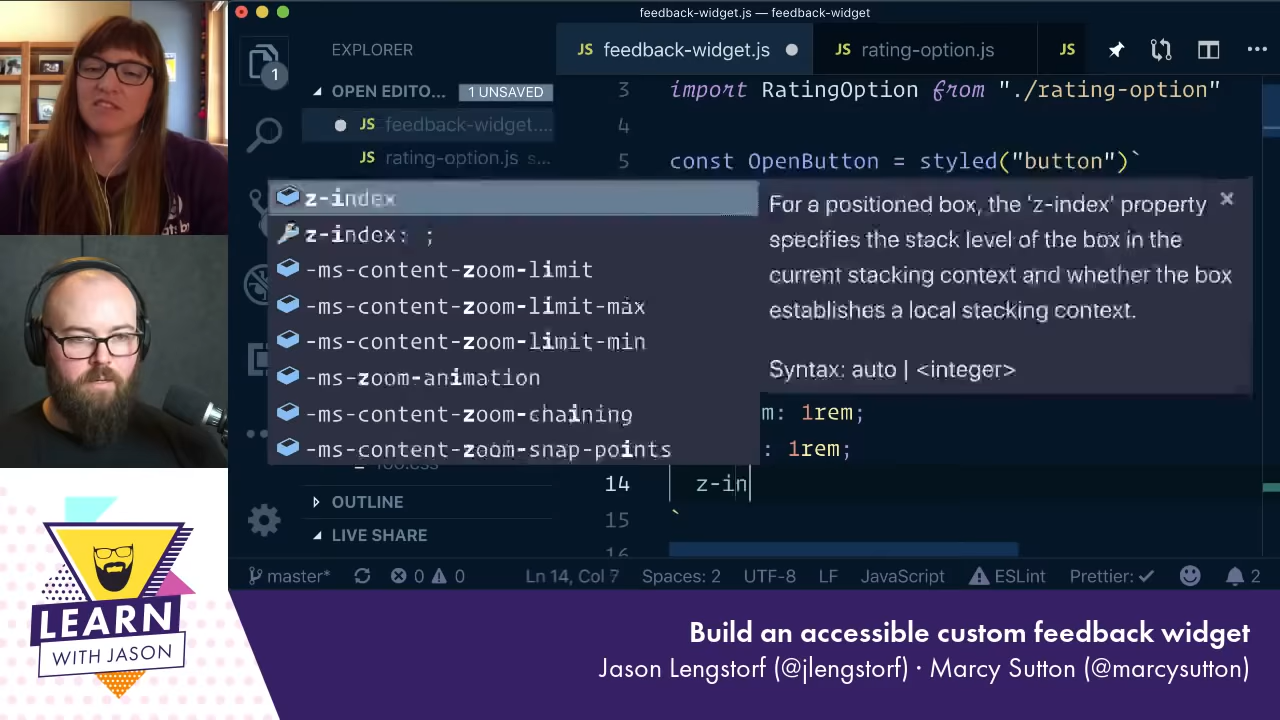 feedback-widget.js — feedback-widget
EXPLORER
JS feedback-widget.js
JS rating-option.js
JS
1
OPEN EDITO... 1 UNSAVED
JS feedback-widget....
JS rating-option.js s...
3 import RatingOption from "./rating-option"
4
5 const OpenButton = styled("button")`
z-index
z-index: ;
-ms-content-zoom-limit
-ms-content-zoom-limit-max
-ms-content-zoom-limit-min
-ms-zoom-animation
-ms-content-zoom-chaining
-ms-content-zoom-snap-points
For a positioned box, the 'z-index' property
specifies the stack level of the box in the
current stacking context and whether the box
establishes a local stacking context.
Syntax: auto | <integer>
m: 1rem;
: 1rem;
14 z-in
15 `
16
OUTLINE
LIVE SHARE
master* 0 0 Ln 14, Col 7 Spaces: 2 UTF-8 LF JavaScript ESLint Prettier: 2
LEARN
WITH JASON
Build an accessible custom feedback widget
Jason Lengstorf (@jlengstorf) · Marcy Sutton (@marcysutton)